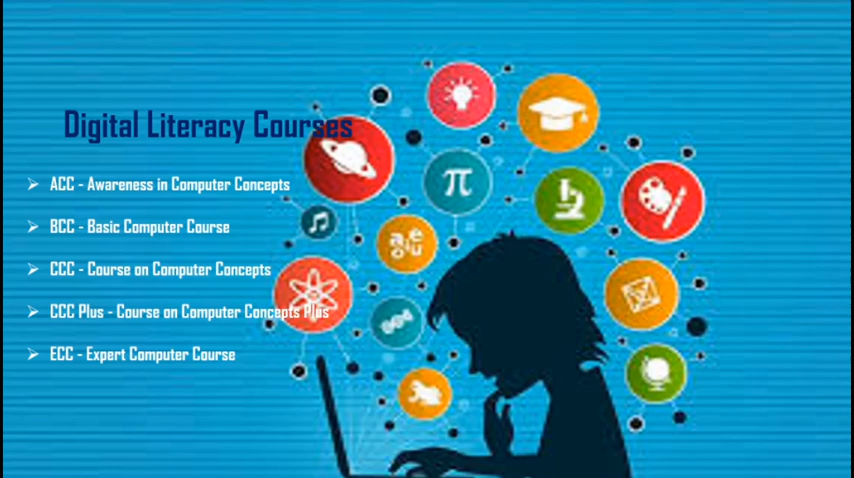 Digital Literacy Courses
➢ ACC - Awareness in Computer Concepts
➢ BCC - Basic Computer Course
➢ CCC - Course on Computer Concepts
➢ CCC Plus - Course on Computer Concepts Plus
➢ ECC - Expert Computer Course
π
a e
o i u